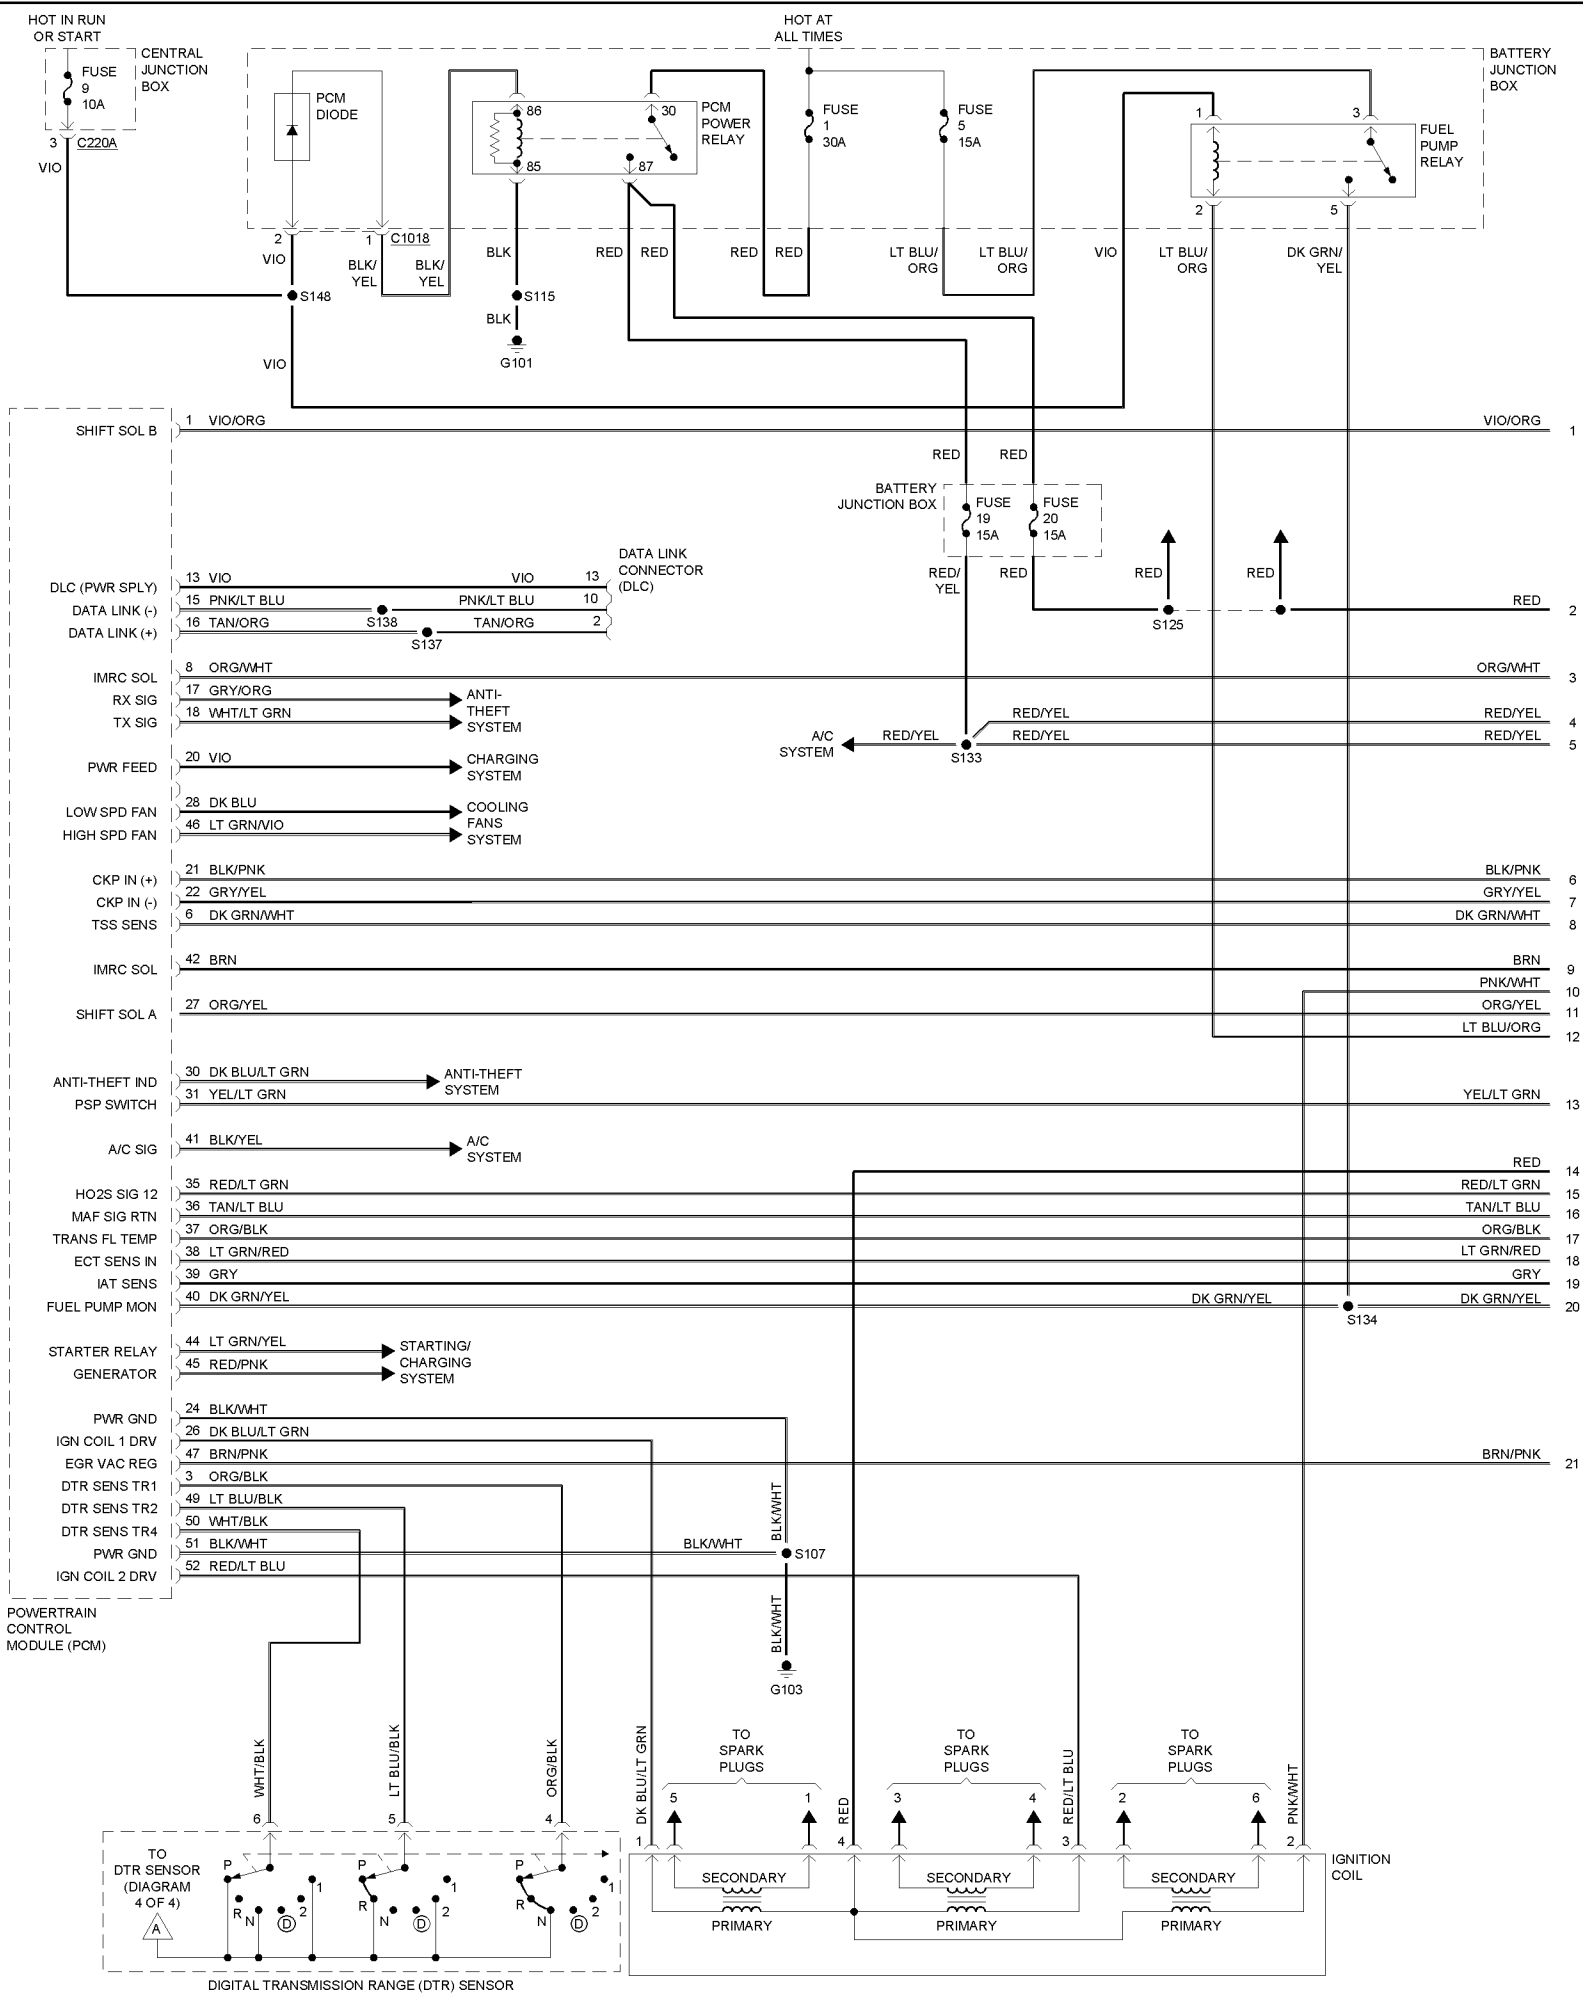 HOT IN RUN
OR START
HOT AT
ALL TIMES
CENTRAL
JUNCTION
BOX
FUSE
9
10A
3 C220A
VIO
BATTERY
JUNCTION
BOX
PCM
DIODE
86
30
85
87
PCM
POWER
RELAY
FUSE
1
30A
FUSE
5
15A
1
3
FUEL
PUMP
RELAY
2
5
2
1 C1018
VIO
BLK/
YEL
BLK/
YEL
BLK
RED
RED
RED
RED
LT BLU/
ORG
LT BLU/
ORG
VIO
LT BLU/
ORG
DK GRN/
YEL
S148
S115
BLK
G101
VIO
SHIFT SOL B 1 VIO/ORG VIO/ORG 1
RED
RED
BATTERY
JUNCTION BOX
FUSE
19
15A
FUSE
20
15A
RED/
YEL
RED
RED
RED
DATA LINK
CONNECTOR
(DLC)
DLC (PWR SPLY) 13 VIO VIO 13
DATA LINK (-) 15 PNK/LT BLU PNK/LT BLU 10
S138
DATA LINK (+) 16 TAN/ORG TAN/ORG 2
S137
S125
RED 2
IMRC SOL 8 ORG/WHT ORG/WHT 3
RX SIG 17 GRY/ORG
TX SIG 18 WHT/LT GRN
ANTI-
THEFT
SYSTEM
RED/YEL RED/YEL 4
A/C
SYSTEM
RED/YEL RED/YEL RED/YEL 5
S133
PWR FEED 20 VIO
CHARGING
SYSTEM
LOW SPD FAN 28 DK BLU
HIGH SPD FAN 46 LT GRN/VIO
COOLING
FANS
SYSTEM
CKP IN (+) 21 BLK/PNK BLK/PNK 6
CKP IN (-) 22 GRY/YEL GRY/YEL 7
TSS SENS 6 DK GRN/WHT DK GRN/WHT 8
IMRC SOL 42 BRN BRN 9
PNK/WHT 10
SHIFT SOL A 27 ORG/YEL ORG/YEL 11
LT BLU/ORG 12
ANTI-THEFT IND 30 DK BLU/LT GRN
ANTI-THEFT
SYSTEM
PSP SWITCH 31 YEL/LT GRN YEL/LT GRN 13
A/C SIG 41 BLK/YEL
A/C
SYSTEM
RED 14
HO2S SIG 12 35 RED/LT GRN RED/LT GRN 15
MAF SIG RTN 36 TAN/LT BLU TAN/LT BLU 16
TRANS FL TEMP 37 ORG/BLK ORG/BLK 17
ECT SENS IN 38 LT GRN/RED LT GRN/RED 18
IAT SENS 39 GRY GRY 19
FUEL PUMP MON 40 DK GRN/YEL DK GRN/YEL DK GRN/YEL 20
S134
STARTER RELAY 44 LT GRN/YEL
GENERATOR 45 RED/PNK
STARTING/
CHARGING
SYSTEM
PWR GND 24 BLK/WHT
IGN COIL 1 DRV 26 DK BLU/LT GRN
EGR VAC REG 47 BRN/PNK BRN/PNK 21
DTR SENS TR1 3 ORG/BLK
DTR SENS TR2 49 LT BLU/BLK
DTR SENS TR4 50 WHT/BLK
PWR GND 51 BLK/WHT BLK/WHT
IGN COIL 2 DRV 52 RED/LT BLU
BLK/WHT
S107
BLK/WHT
G103
POWERTRAIN
CONTROL
MODULE (PCM)
WHT/BLK
LT BLU/BLK
ORG/BLK
DK BLU/LT GRN
RED
RED/LT BLU
PNK/WHT
TO
SPARK
PLUGS
TO
SPARK
PLUGS
TO
SPARK
PLUGS
6
5
4
1
5
1
4
3
4
3
2
6
2
TO
DTR SENSOR
(DIAGRAM
4 OF 4)
A
P
R
N
D
2
1
P
R
N
D
2
1
P
R
N
D
2
1
SECONDARY
PRIMARY
SECONDARY
PRIMARY
SECONDARY
PRIMARY
IGNITION
COIL
DIGITAL TRANSMISSION RANGE (DTR) SENSOR